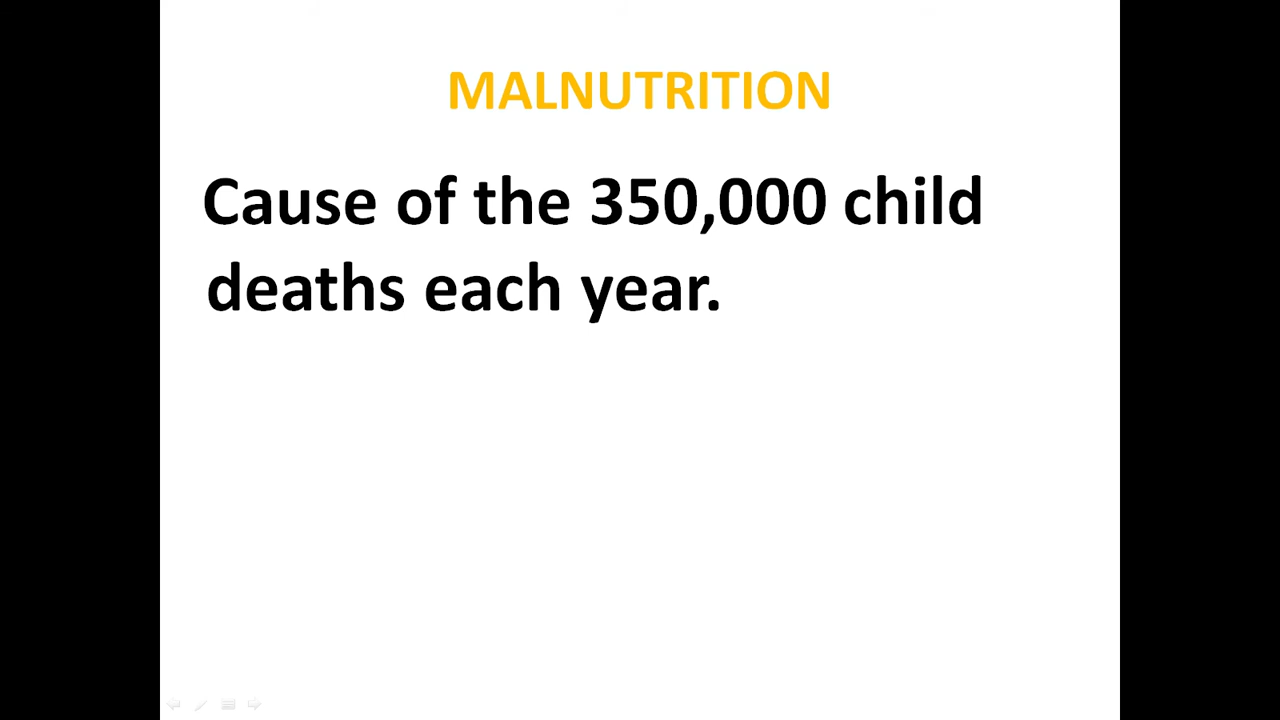 MALNUTRITION
Cause of the 350,000 child
deaths each year.